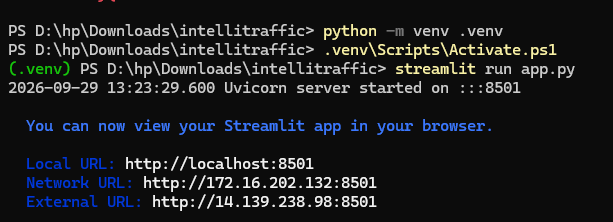 PS D:\hp\Downloads\intellitraffic> python -m venv .venv
PS D:\hp\Downloads\intellitraffic> .venv\Scripts\Activate.ps1
(.venv) PS D:\hp\Downloads\intellitraffic> streamlit run app.py
2026-09-29 13:23:29.600 Uvicorn server started on :::8501
You can now view your Streamlit app in your browser.
Local URL: http://localhost:8501
Network URL: http://172.16.202.132:8501
External URL: http://14.139.238.98:8501